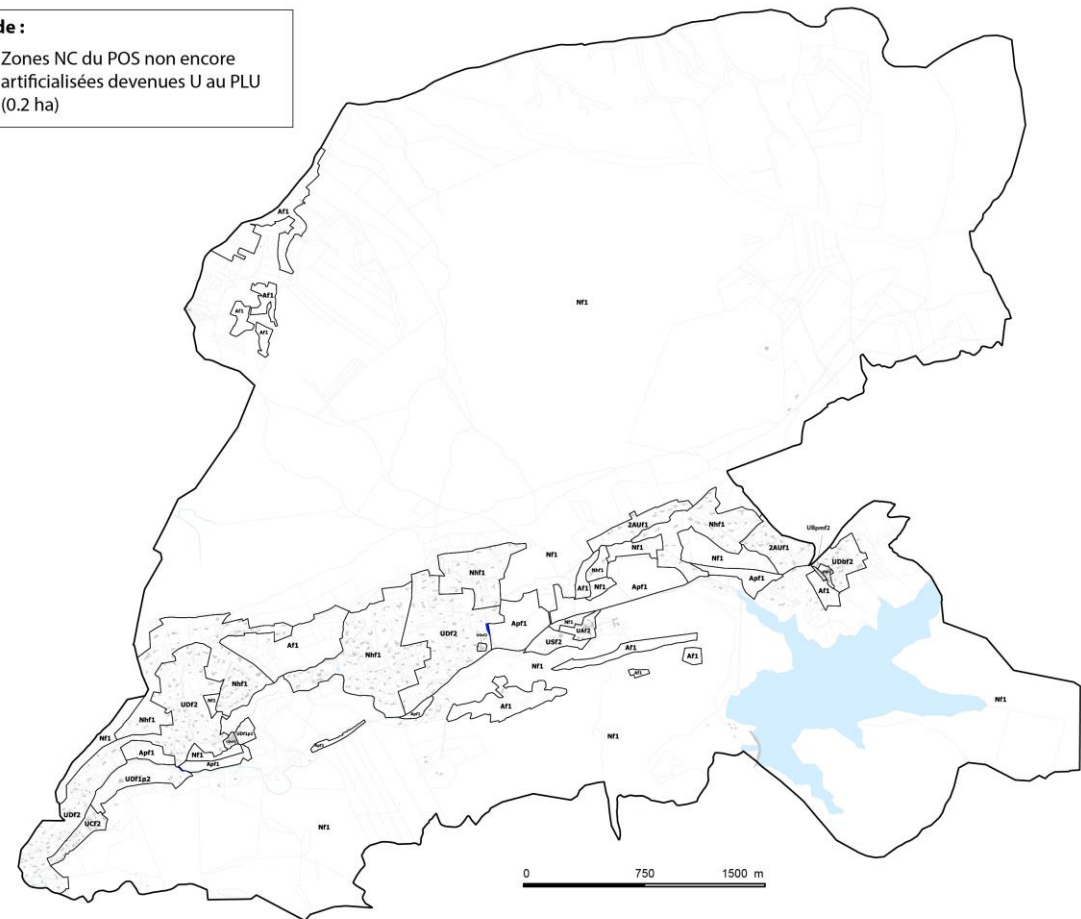 de :
Zones NC du POS non encore
artificialisées devenues U au PLU
(0.2 ha)
Af1
Af1
Af1
Af1
Nf1
2AUf1
Nhf1
UBpmf2
Nf1
Nf1
Nf1
2AUf1
UDbf2
Nhf1
Nhf1
Apf1
Af1
Nf1
Apf1
Af1
Apf1
Nf1
UAf2
UDf2
USf2
Af1
Af1
Nhf1
Nf1
Af1
Nhf1
Nf1
UDf2
Af1
Nf1
Nhf1
Apf1
Nf1
UDf1p1
Nf1
Apf1
Nf1
Apf1
Apf1
UDf1p2
UDf2
UCf2
Nf1
0 750 1500 m